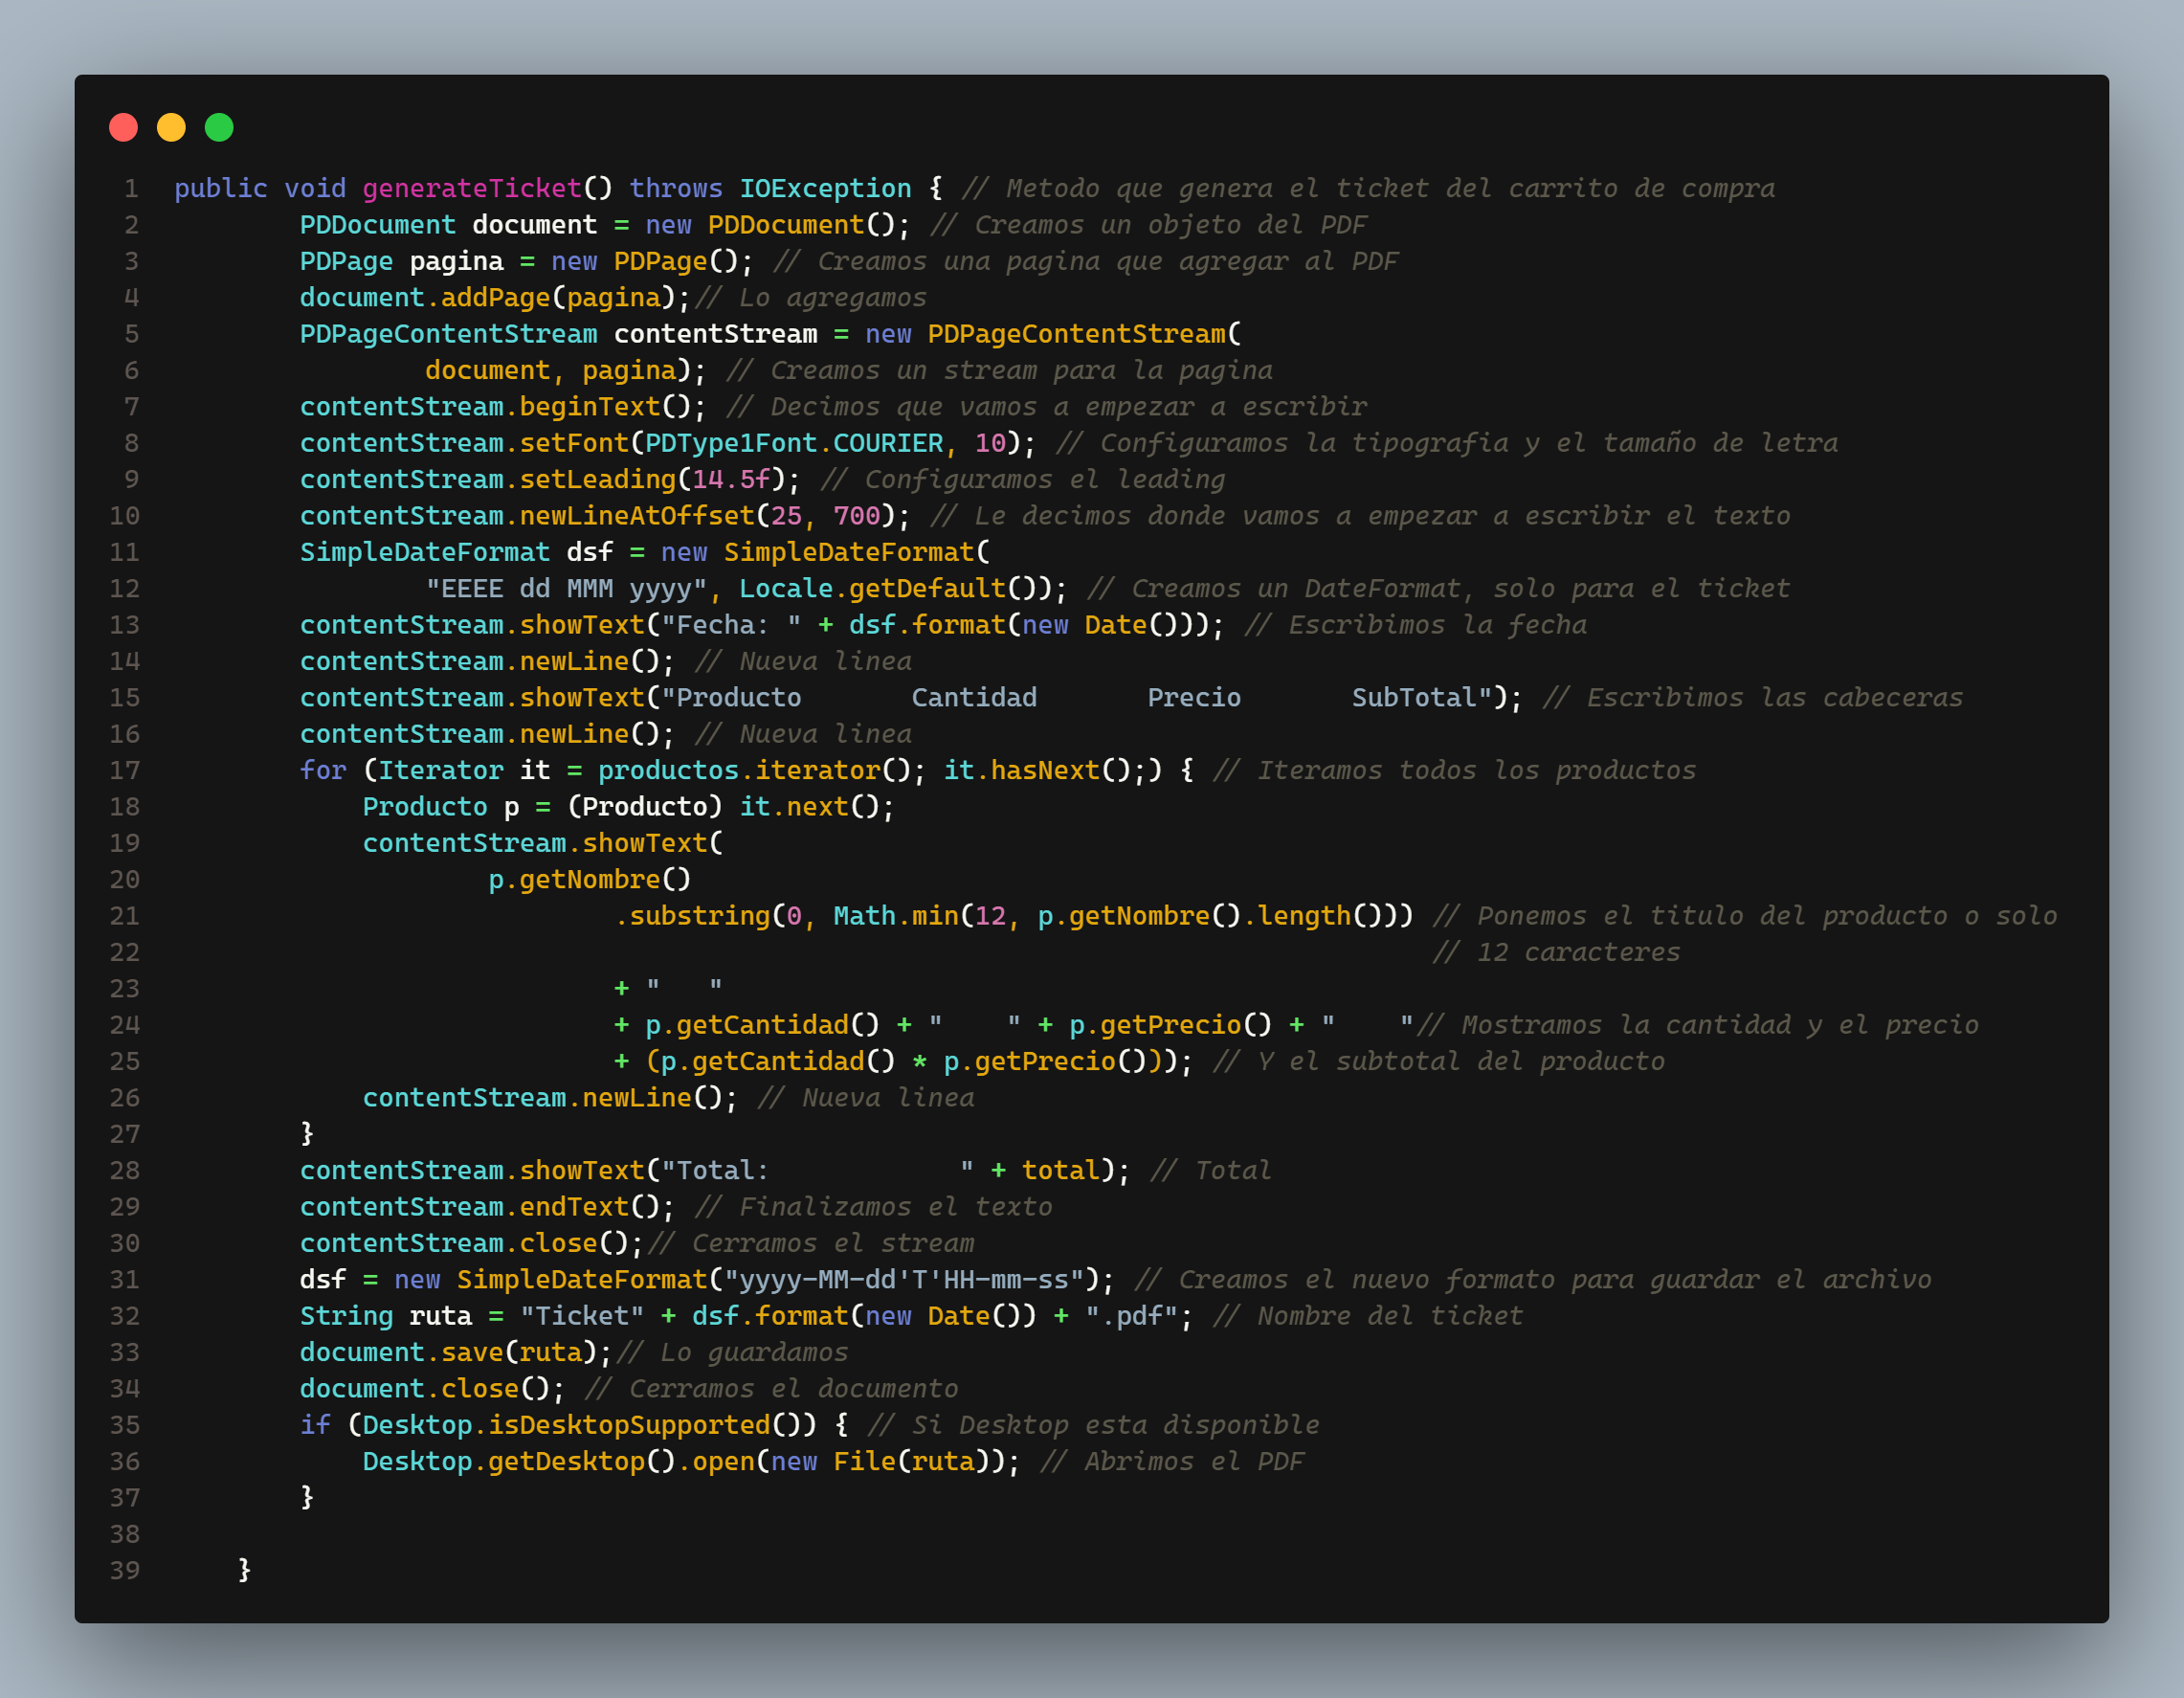 1 public void generateTicket() throws IOException { // Metodo que genera el ticket del carrito de compra
2         PDDocument document = new PDDocument(); // Creamos un objeto del PDF
3         PDPage pagina = new PDPage(); // Creamos una pagina que agregar al PDF
4         document.addPage(pagina);// Lo agregamos
5         PDPageContentStream contentStream = new PDPageContentStream(
6                 document, pagina); // Creamos un stream para la pagina
7         contentStream.beginText(); // Decimos que vamos a empezar a escribir
8         contentStream.setFont(PDType1Font.COURIER, 10); // Configuramos la tipografia y el tamaño de letra
9         contentStream.setLeading(14.5f); // Configuramos el leading
10         contentStream.newLineAtOffset(25, 700); // Le decimos donde vamos a empezar a escribir el texto
11         SimpleDateFormat dsf = new SimpleDateFormat(
12                 "EEEE dd MMM yyyy", Locale.getDefault()); // Creamos un DateFormat, solo para el ticket
13         contentStream.showText("Fecha: " + dsf.format(new Date())); // Escribimos la fecha
14         contentStream.newLine(); // Nueva linea
15         contentStream.showText("Producto       Cantidad       Precio       SubTotal"); // Escribimos las cabeceras
16         contentStream.newLine(); // Nueva linea
17         for (Iterator it = productos.iterator(); it.hasNext();) { // Iteramos todos los productos
18             Producto p = (Producto) it.next();
19             contentStream.showText(
20                     p.getNombre()
21                             .substring(0, Math.min(12, p.getNombre().length())) // Ponemos el titulo del producto o solo
22                                                                                 // 12 caracteres
23                             + "   "
24                             + p.getCantidad() + "    " + p.getPrecio() + "    "// Mostramos la cantidad y el precio
25                             + (p.getCantidad() * p.getPrecio())); // Y el subtotal del producto
26             contentStream.newLine(); // Nueva linea
27         }
28         contentStream.showText("Total:            " + total); // Total
29         contentStream.endText(); // Finalizamos el texto
30         contentStream.close();// Cerramos el stream
31         dsf = new SimpleDateFormat("yyyy-MM-dd'T'HH-mm-ss"); // Creamos el nuevo formato para guardar el archivo
32         String ruta = "Ticket" + dsf.format(new Date()) + ".pdf"; // Nombre del ticket
33         document.save(ruta);// Lo guardamos
34         document.close(); // Cerramos el documento
35         if (Desktop.isDesktopSupported()) { // Si Desktop esta disponible
36             Desktop.getDesktop().open(new File(ruta)); // Abrimos el PDF
37         }
38
39     }